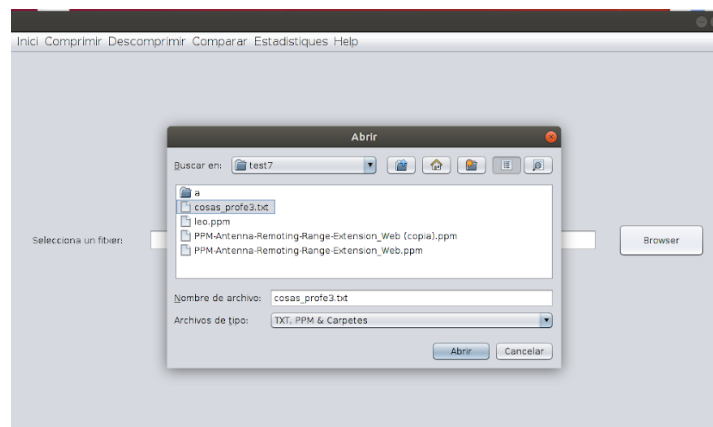 Inici Comprimir Descomprimir Comparar Estadistiques Help
Abrir
Buscar en: test7
a
cosas_profe3.txt
leo.ppm
PPM-Antenna-Remoting-Range-Extension_Web (copia).ppm
PPM-Antenna-Remoting-Range-Extension_Web.ppm
Selecciona un fitxer:
Browser
Nombre de archivo: cosas_profe3.txt
Archivos de tipo: TXT, PPM & Carpetes
Abrir Cancelar